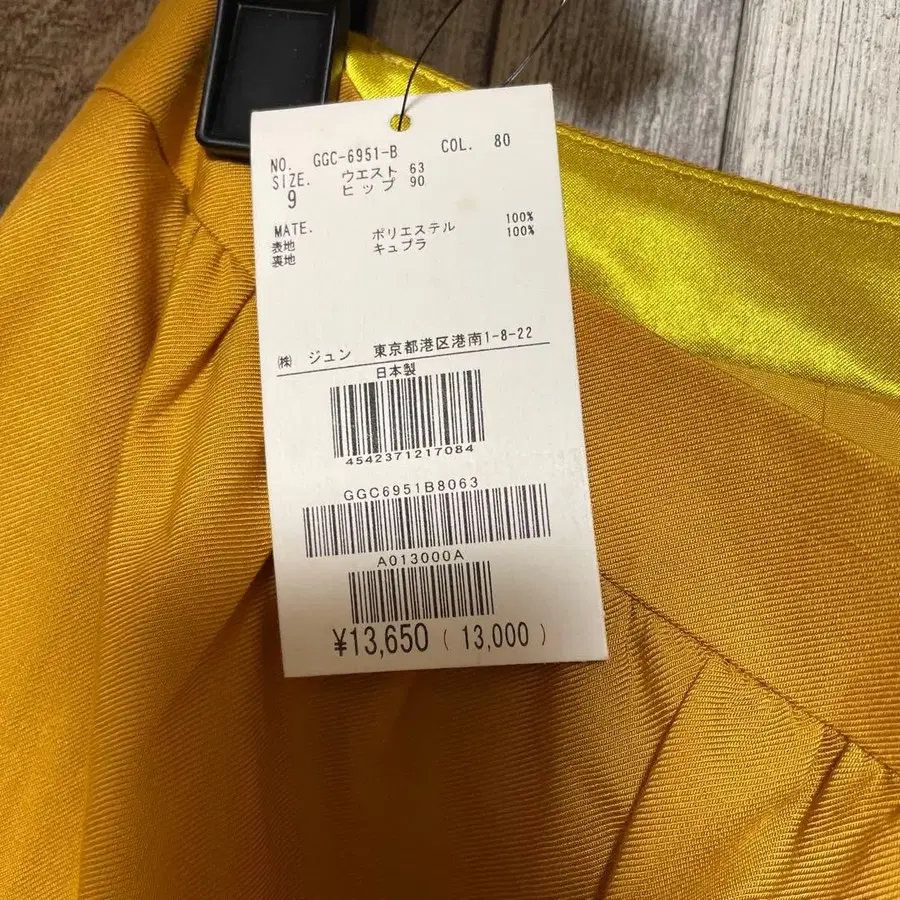 NO. GGC-6951-B COL. 80
SIZE. ウエスト 63
9 ヒップ 90
MATE.
表地 ポリエステル 100%
裏地 キュプラ 100%
㈱ ジュン 東京都港区港南1-8-22
日本製
4542371217084
GGC6951B8063
A013000A
¥13,650 ( 13,000 )